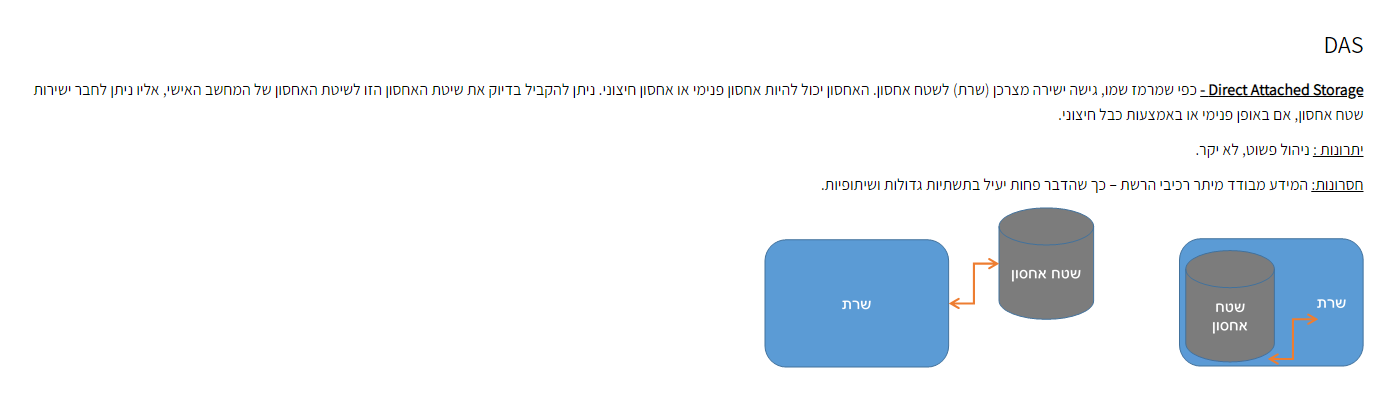 DAS
Direct Attached Storage - כפי שמרמז שמו, גישה ישירה מצרכן (שרת) לשטח אחסון. האחסון יכול להיות אחסון פנימי או אחסון חיצוני. ניתן להקביל בדיוק את שיטת האחסון הזו לשיטת האחסון של המחשב האישי, אליו ניתן לחבר ישירות
שטח אחסון, אם באופן פנימי או באמצעות כבל חיצוני.
יתרונות : ניהול פשוט, לא יקר.
חסרונות: המידע מבודד מיתר רכיבי הרשת – כך שהדבר פחות יעיל בתשתיות גדולות ושיתופיות.
שרת
שטח
אחסון
שטח אחסון
שרת